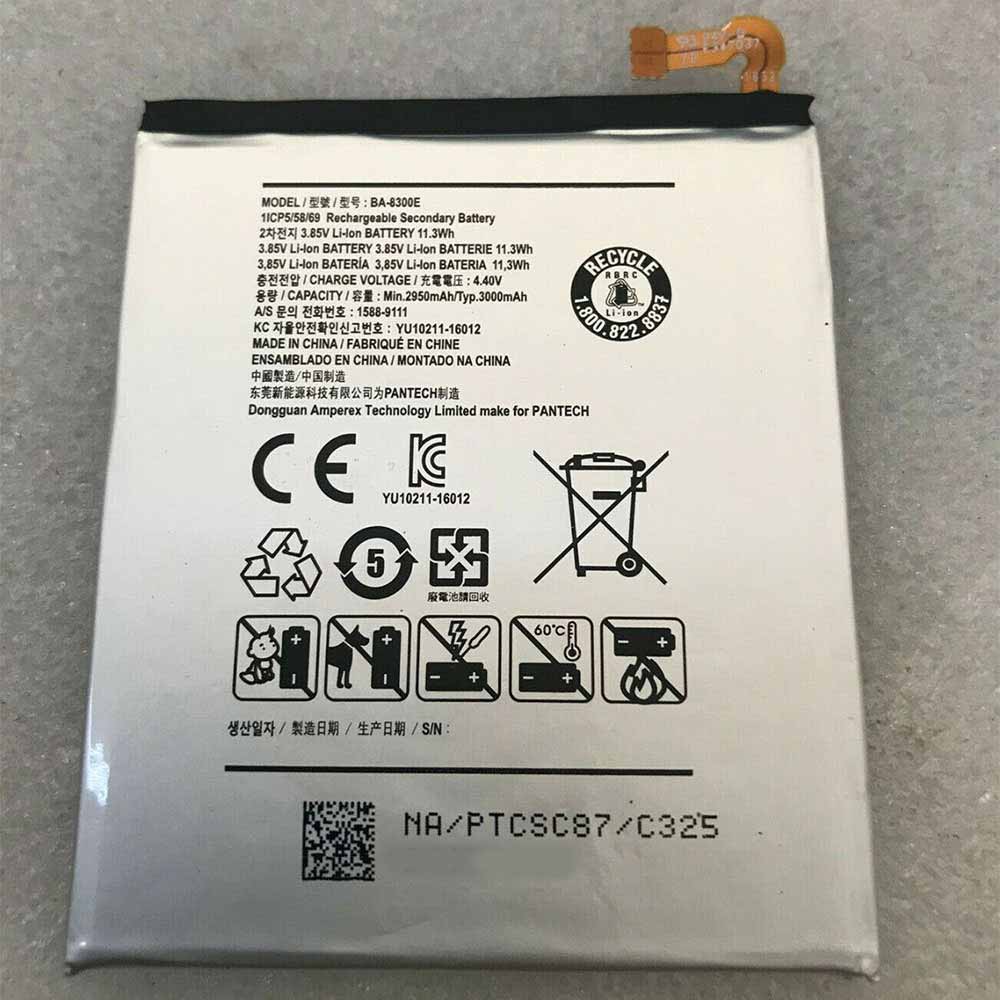 MODEL / 型號 / 型号 : BA-8300E
1ICP5/58/69 Rechargeable Secondary Battery
2차전지 3.85V Li-Ion BATTERY 11.3Wh
3.85V Li-Ion BATTERY 3.85V Li-Ion BATTERIE 11.3Wh
3,85V Li-Ion BATERÍA 3,85V Li-Ion BATERIA 11,3Wh
충전전압 / CHARGE VOLTAGE / 充電電压 : 4.40V
용량 / CAPACITY / 容量 : Min.2950mAh/Typ.3000mAh
A/S 문의 전화번호 : 1588-9111
KC 자율안전확인신고번호 : YU10211-16012
MADE IN CHINA / FABRIQUÉ EN CHINE
ENSAMBLADO EN CHINA / MONTADO NA CHINA
中國製造/中国制造
东莞新能源科技有限公司为PANTECH制造
Dongguan Amperex Technology Limited make for PANTECH
RECYCLE
RBRC
Li-ion
1.800.822.8837
CE
KC
YU10211-16012
5
廢電池請回收
60°C
생산일자 / 製造日期 / 生产日期 / S/N :
NA/PTCSC87/C325